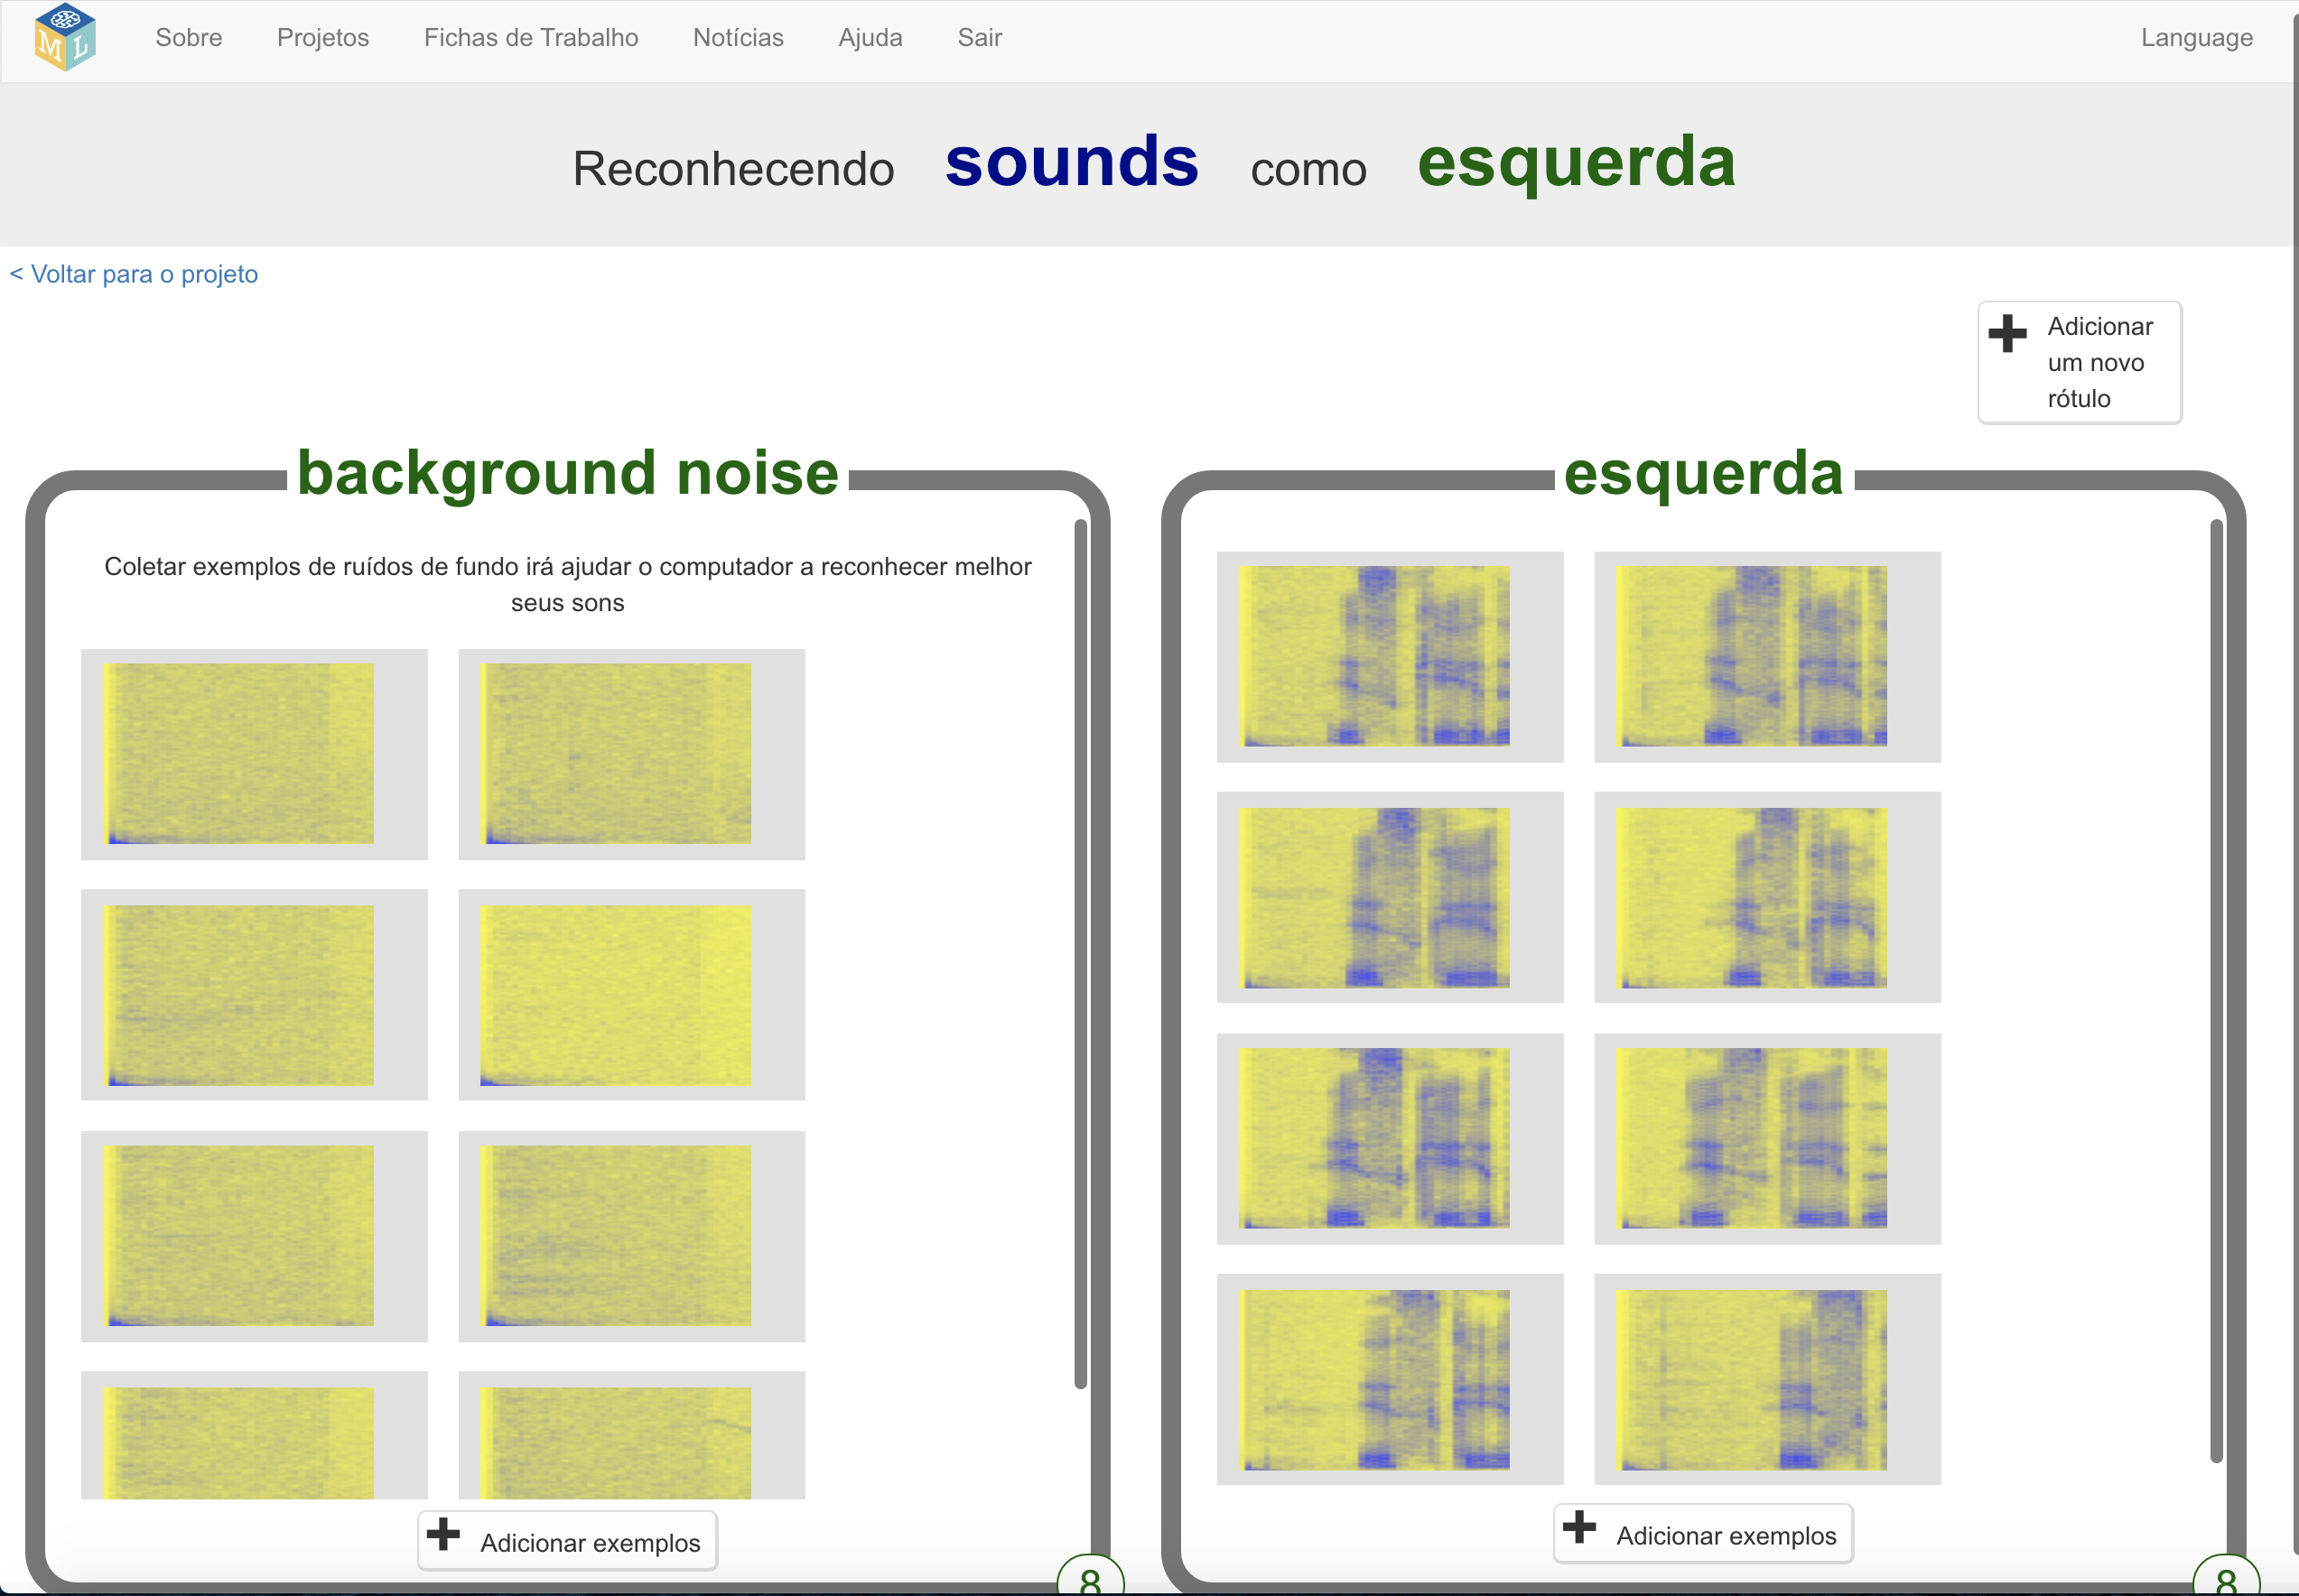 M L
Sobre Projetos Fichas de Trabalho Notícias Ajuda Sair Language
Reconhecendo sounds como esquerda
< Voltar para o projeto
Adicionar
um novo
rótulo
background noise
Coletar exemplos de ruídos de fundo irá ajudar o computador a reconhecer melhor
seus sons
Adicionar exemplos
8
esquerda
Adicionar exemplos
8